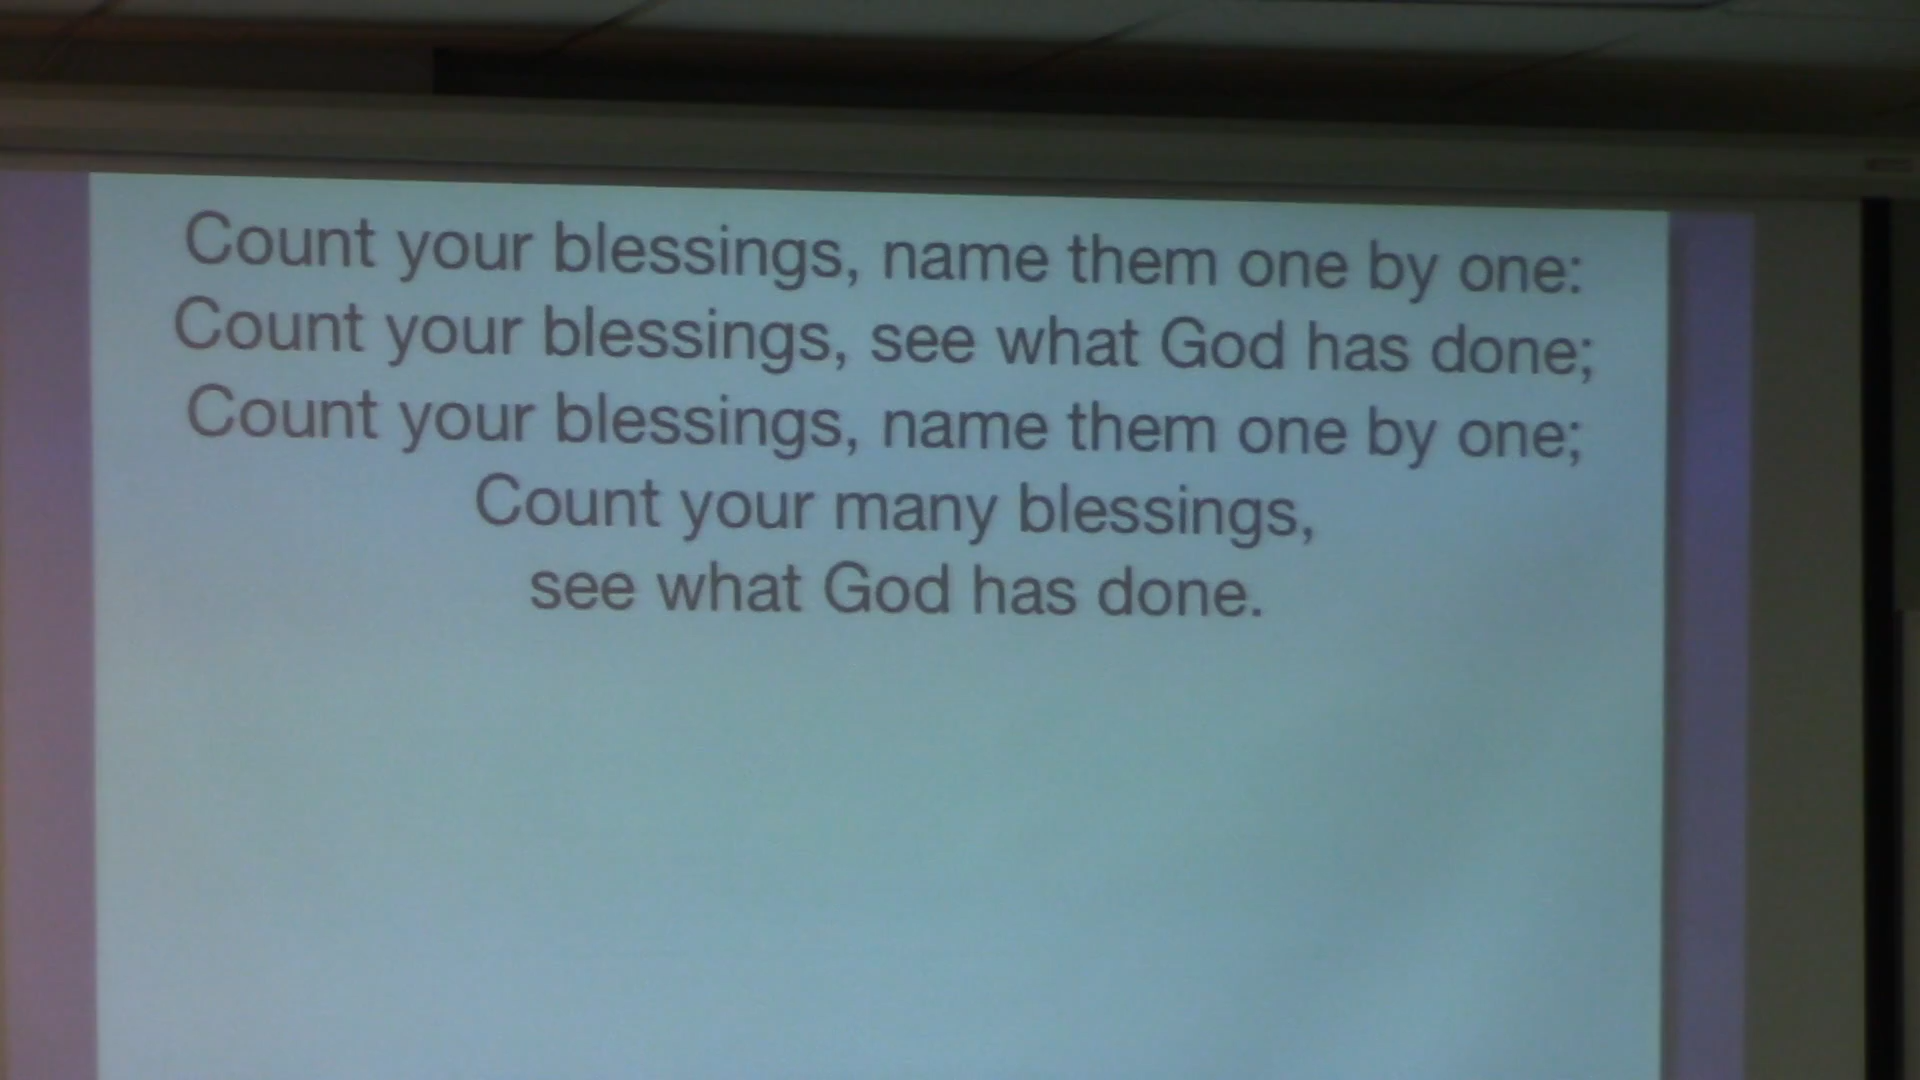 Count your blessings, name them one by one:
Count your blessings, see what God has done;
Count your blessings, name them one by one;
Count your many blessings,
see what God has done.